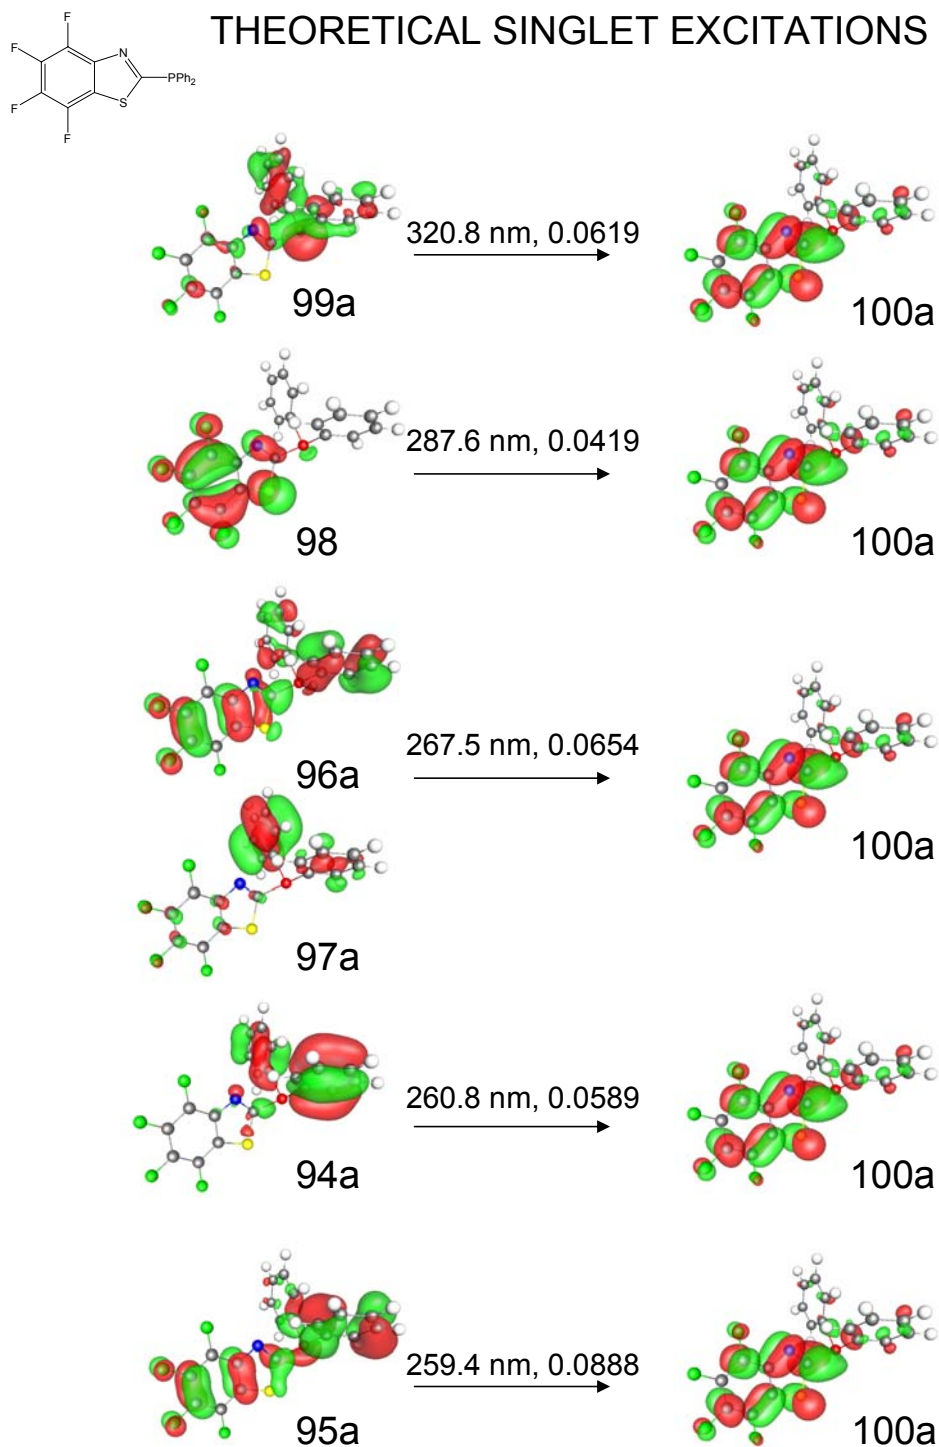 THEORETICAL SINGLET EXCITATIONS
F
F
N
PPh2
F
S
F
320.8 nm, 0.0619
99a
100a
287.6 nm, 0.0419
98
100a
267.5 nm, 0.0654
96a
100a
97a
260.8 nm, 0.0589
94a
100a
259.4 nm, 0.0888
95a
100a